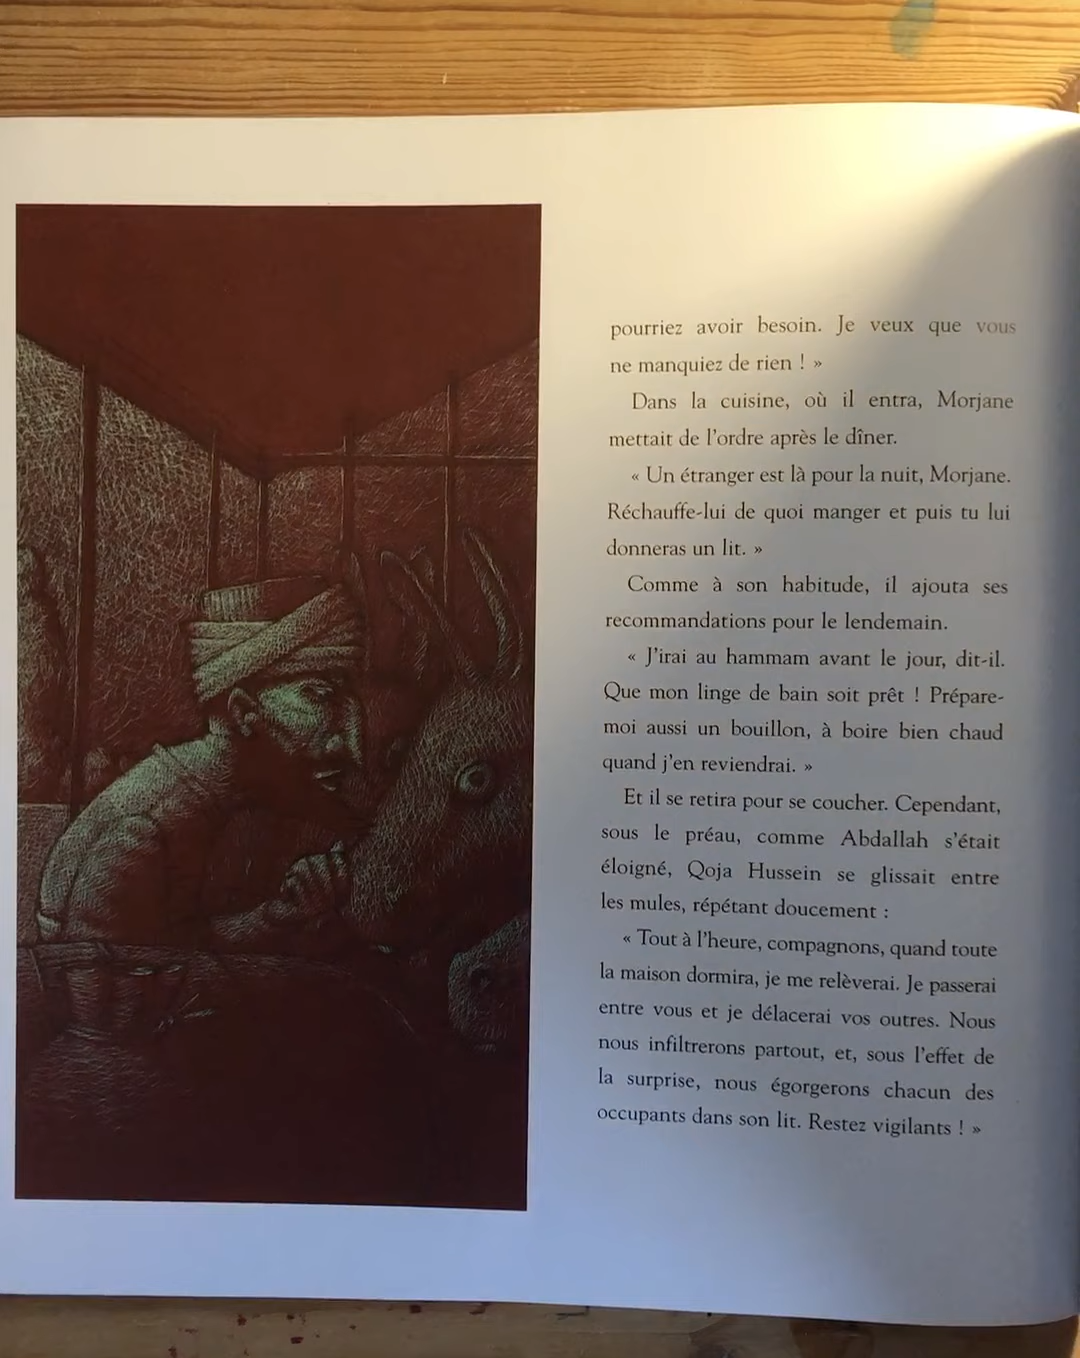 pourriez avoir besoin. Je veux que vous
ne manquiez de rien ! »
Dans la cuisine, où il entra, Morjane
mettait de l'ordre après le dîner.
« Un étranger est là pour la nuit, Morjane.
Réchauffe-lui de quoi manger et puis tu lui
donneras un lit. »
Comme à son habitude, il ajouta ses
recommandations pour le lendemain.
« J'irai au hammam avant le jour, dit-il.
Que mon linge de bain soit prêt ! Prépare-
moi aussi un bouillon, à boire bien chaud
quand j'en reviendrai. »
Et il se retira pour se coucher. Cependant,
sous le préau, comme Abdallah s'était
éloigné, Qoja Hussein se glissait entre
les mules, répétant doucement :
« Tout à l'heure, compagnons, quand toute
la maison dormira, je me relèverai. Je passerai
entre vous et je délacerai vos outres. Nous
nous infiltrerons partout, et, sous l'effet de
la surprise, nous égorgerons chacun des
occupants dans son lit. Restez vigilants ! »